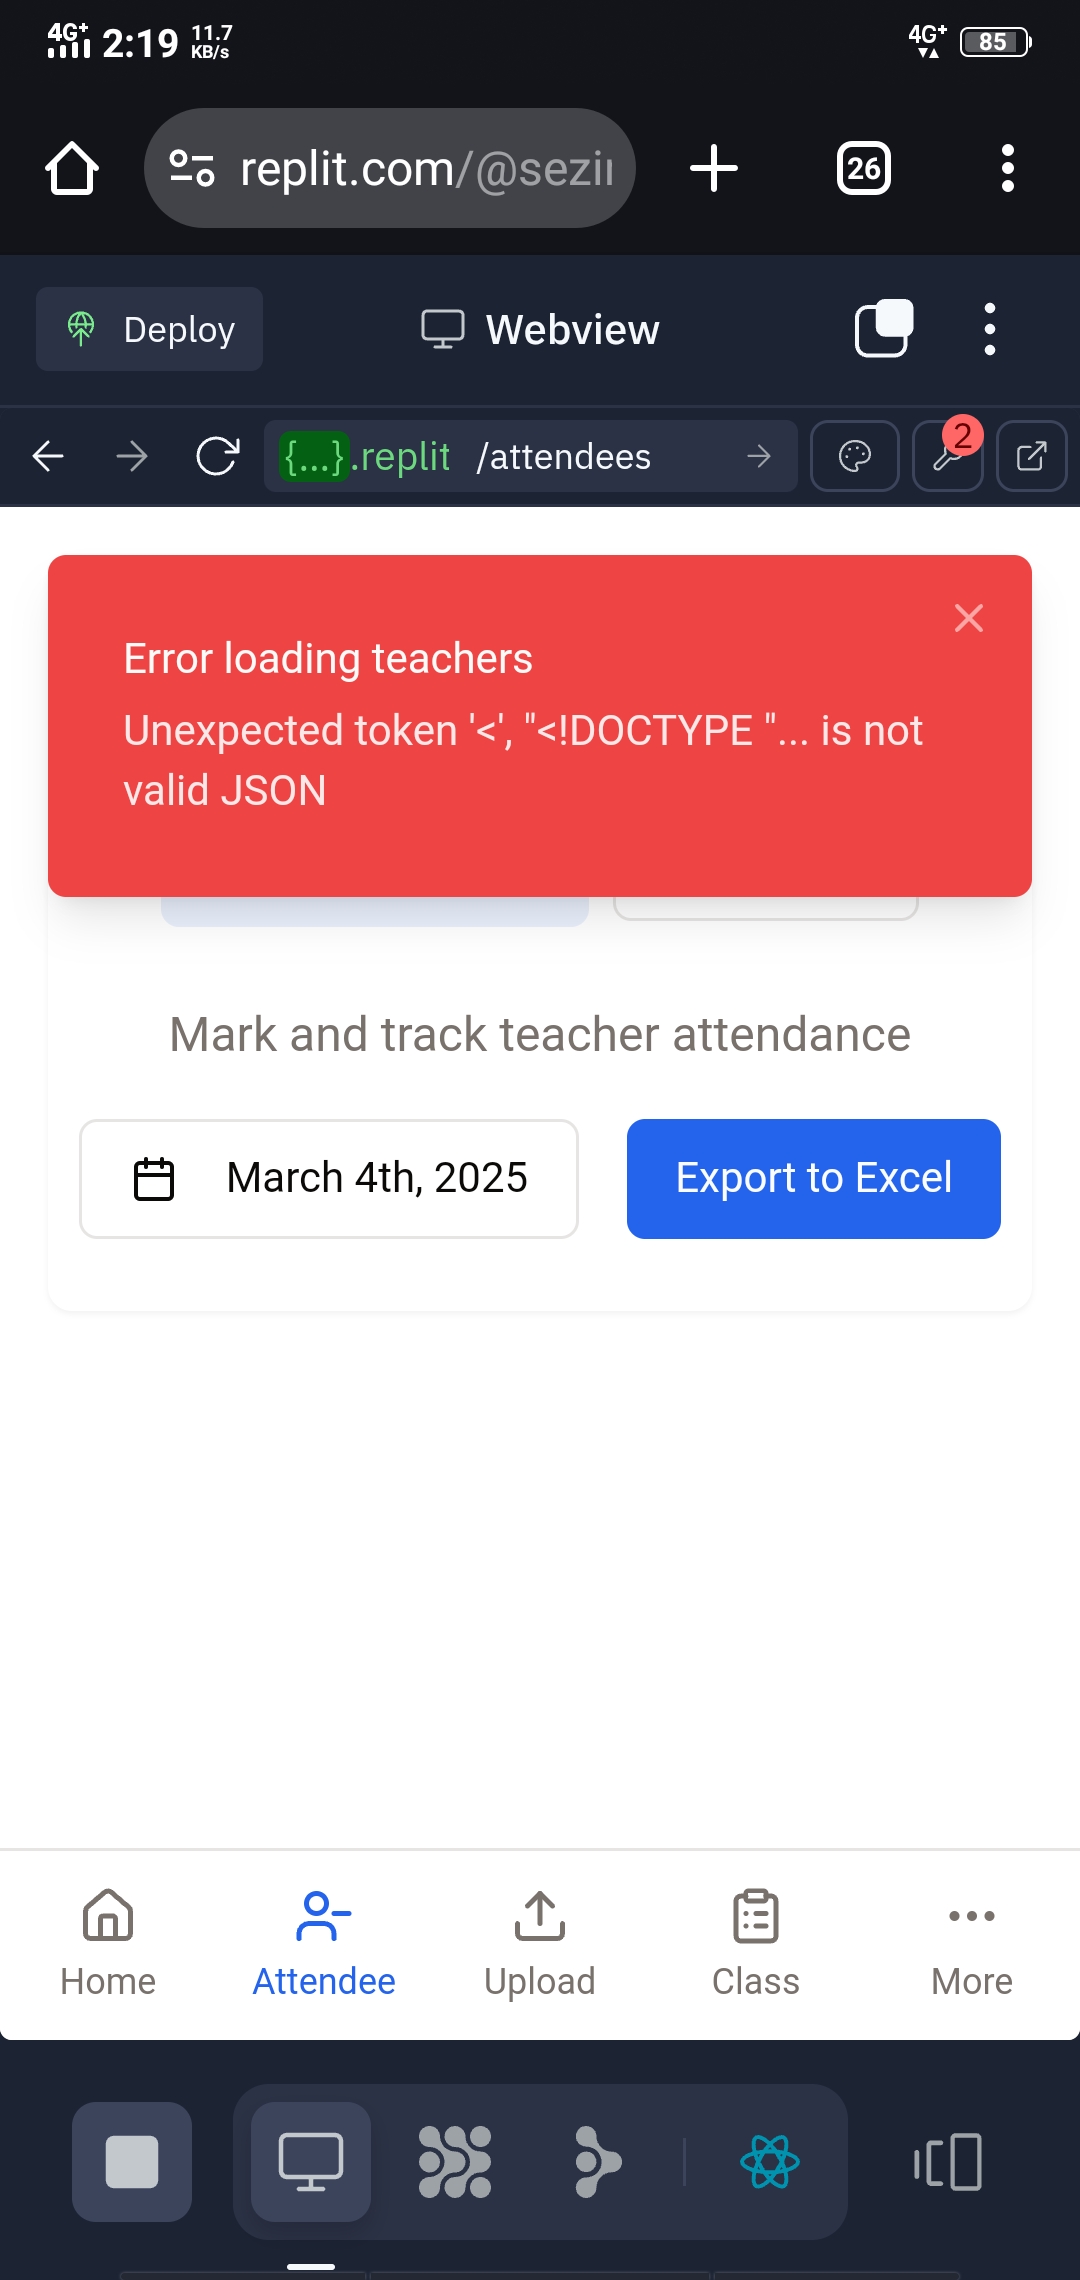 4G+ 2:19 11.7 KB/s 4G+ 85
replit.com/@sezii 26
Deploy Webview
{...}.replit /attendees 2
Error loading teachers
Unexpected token '<', "<!DOCTYPE "... is not
valid JSON
Mark and track teacher attendance
March 4th, 2025 Export to Excel
Home Attendee Upload Class More